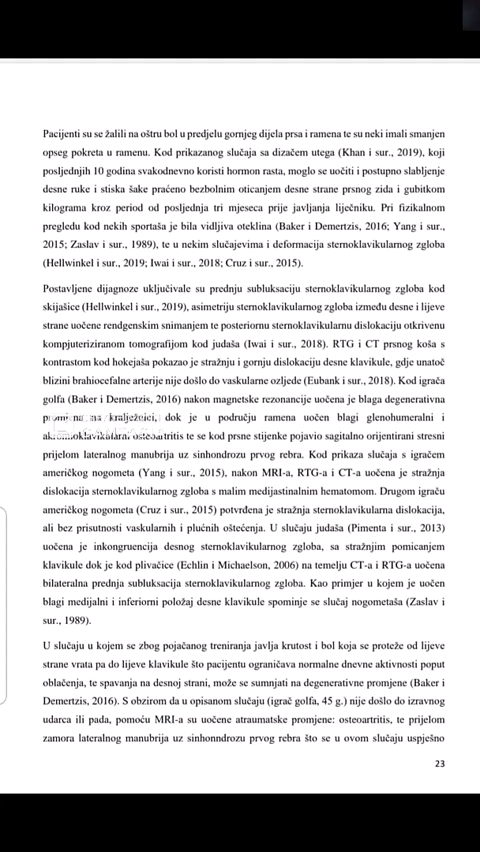 Pacijenti su se žalili na oštru bol u predjelu gornjeg dijela prsa i ramena te su neki imali smanjen
opseg pokreta u ramenu. Kod prikazanog slučaja sa dizačem utega (Khan i sur., 2019), koji
posljednjih 10 godina svakodnevno koristi hormon rasta, moglo se uočiti i postupno slabljenje
desne ruke i stiska šake praćeno bezbolnim oticanjem desne strane prsnog zida i gubitkom
kilograma kroz period od posljednja tri mjeseca prije javljanja liječniku. Pri fizikalnom
pregledu kod nekih sportaša je bila vidljiva oteklina (Baker i Demertzis, 2016; Yang i sur.,
2015; Zaslav i sur., 1989), te u nekim slučajevima i deformacija sternoklavikularnog zgloba
(Hellwinkel i sur., 2019; Iwai i sur., 2018; Cruz i sur., 2015).
Postavljene dijagnoze uključivale su prednju subluksaciju sternoklavikularnog zgloba kod
skijašice (Hellwinkel i sur., 2019), asimetriju sternoklavikularnog zgloba između desne i lijeve
strane uočene rendgenskim snimanjem te posteriornu sternoklavikularnu dislokaciju otkrivenu
kompjuteriziranom tomografijom kod judaša (Iwai i sur., 2018). RTG i CT prsnog koša s
kontrastom kod hokejaša pokazao je stražnju i gornju dislokaciju desne klavikule, gdje unatoč
blizini brahiocefalne arterije nije došlo do vaskularne ozljede (Eubank i sur., 2018). Kod igrača
golfa (Baker i Demertzis, 2016) nakon magnetske rezonancije uočena je blaga degenerativna
promjena na kralježnici, dok je u području ramena uočen blagi glenohumeralni i
akromioklavikularni osteoartritis te se kod prsne stijenke pojavio sagitalno orijentirani stresni
prijelom lateralnog manubrija uz sinhondrozu prvog rebra. Kod prikaza slučaja s igračem
američkog nogometa (Yang i sur., 2015), nakon MRI-a, RTG-a i CT-a uočena je stražnja
dislokacija sternoklavikularnog zgloba s malim medijastinalnim hematomom. Drugom igraču
američkog nogometa (Cruz i sur., 2015) potvrđena je stražnja sternoklavikularna dislokacija,
ali bez prisutnosti vaskularnih i plućnih oštećenja. U slučaju judaša (Pimenta i sur., 2013)
uočena je inkongruencija desnog sternoklavikularnog zgloba, sa stražnjim pomicanjem
klavikule dok je kod plivačice (Echlin i Michaelson, 2006) na temelju CT-a i RTG-a uočena
bilateralna prednja subluksacija sternoklavikularnog zgloba. Kao primjer u kojem je uočen
blagi medijalni i inferiorni položaj desne klavikule spominje se slučaj nogometaša (Zaslav i
sur., 1989).
U slučaju u kojem se zbog pojačanog treniranja javlja krutost i bol koja se proteže od lijeve
strane vrata pa do lijeve klavikule što pacijentu ograničava normalne dnevne aktivnosti poput
oblačenja, te spavanja na desnoj strani, može se sumnjati na degenerativne promjene (Baker i
Demertzis, 2016). S obzirom da u opisanom slučaju (igrač golfa, 45 g.) nije došlo do izravnog
udarca ili pada, pomoću MRI-a su uočene atraumatske promjene: osteoartritis, te prijelom
zamora lateralnog manubrija uz sinhonndrozu prvog rebra što se u ovom slučaju uspješno
23